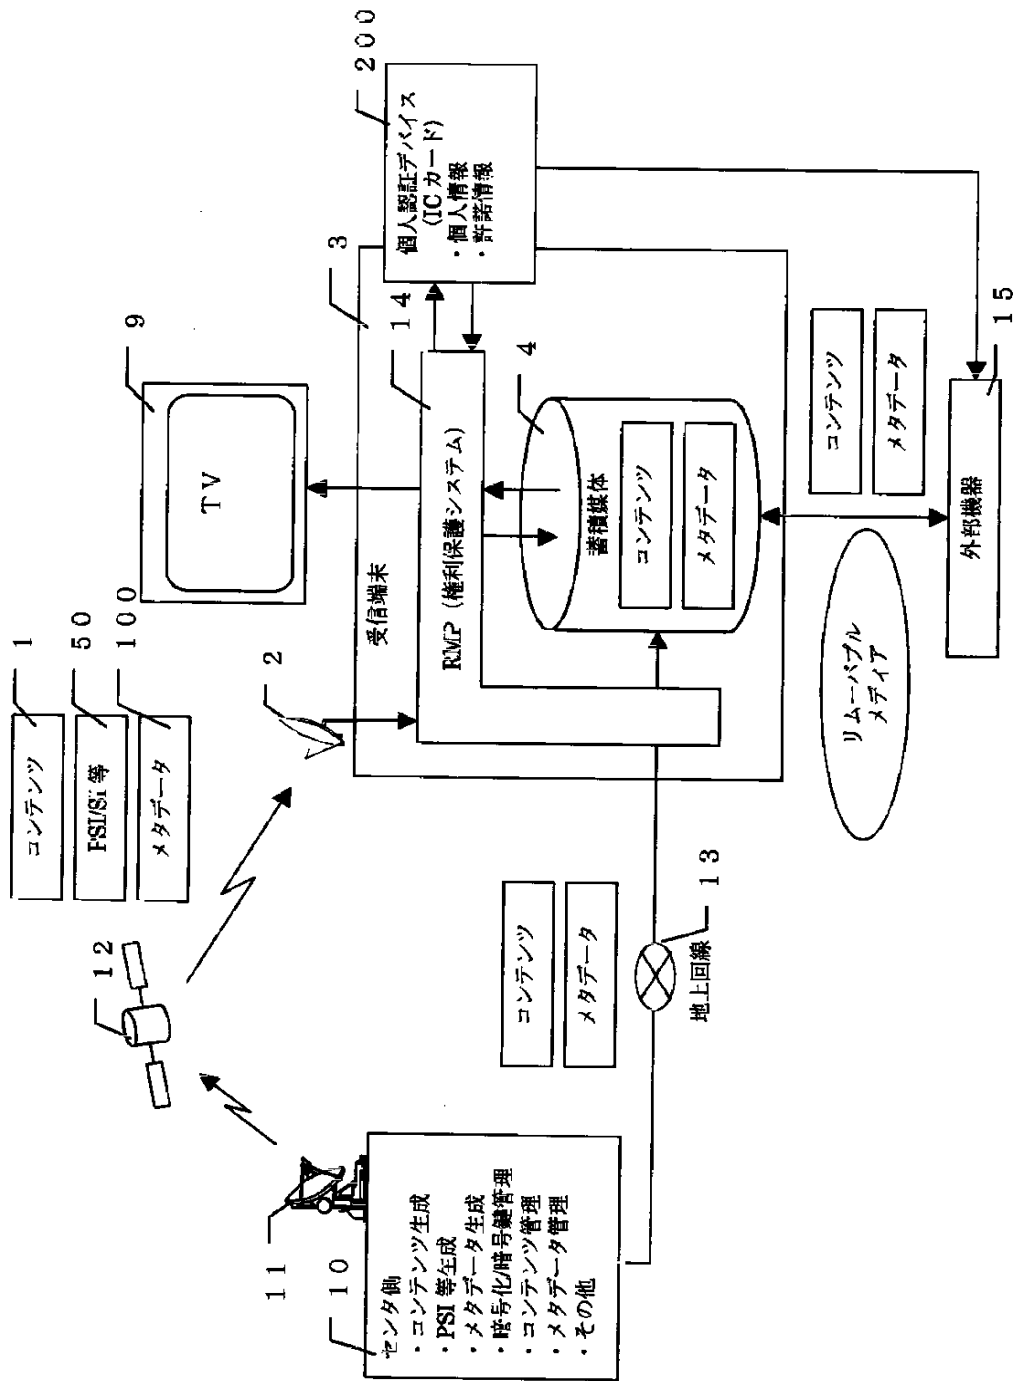 コンテンツ
1
PSI/SI 等
50
メタデータ
100
12
2
9
TV
11
10
センタ側
・コンテンツ生成
・PSI 等生成
・メタデータ生成
・暗号化/暗号鍵管理
・コンテンツ管理
・メタデータ管理
・その他
コンテンツ
メタデータ
13
地上回線
受信端末
3
RMP（権利保護システム）
14
4
蓄積媒体
コンテンツ
メタデータ
200
個人認証デバイス
（IC カード）
・個人情報
・許諾情報
コンテンツ
メタデータ
リムーバブル
メディア
外部機器
15